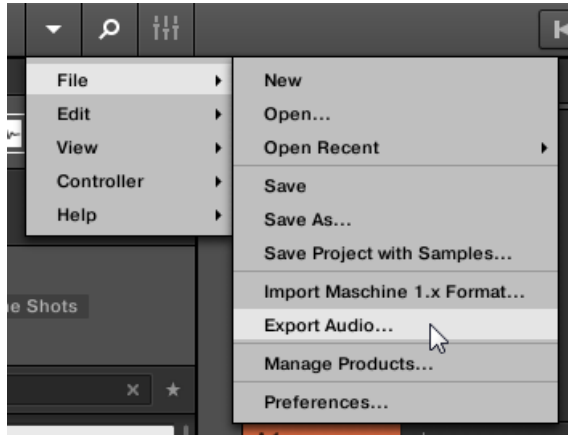 File
Edit
View
Controller
Help
New
Open...
Open Recent
Save
Save As...
Save Project with Samples...
Import Maschine 1.x Format...
Export Audio...
Manage Products...
Preferences...
Shots